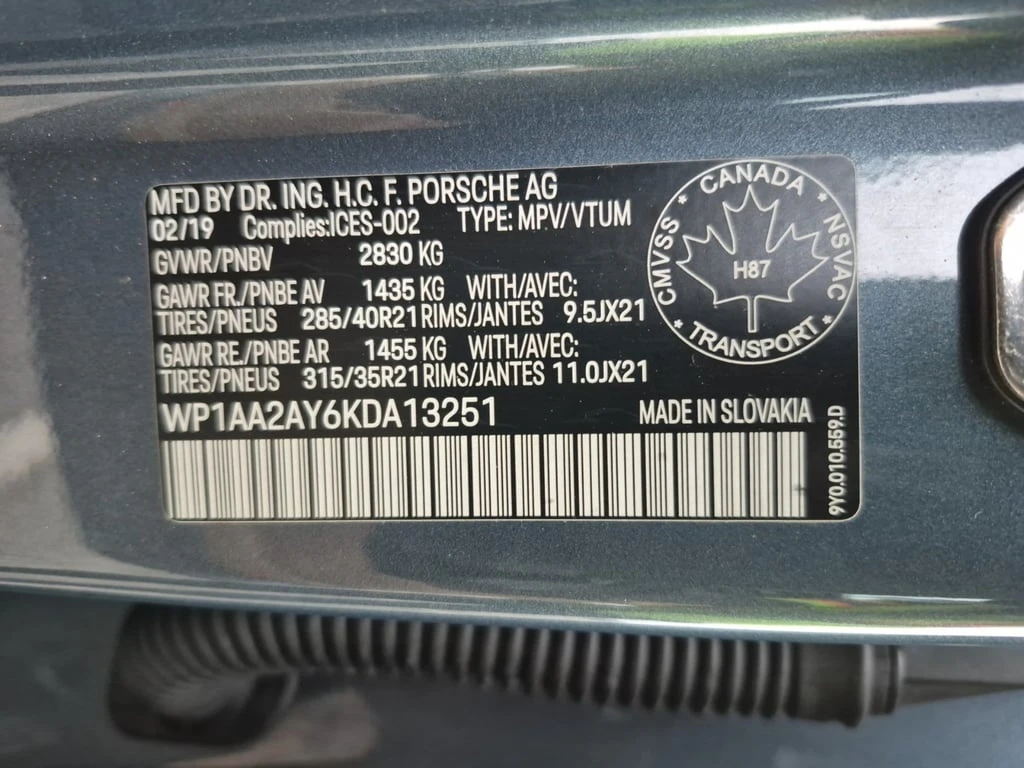 MFD BY DR. ING. H.C. F. PORSCHE AG
02/19 Complies:ICES-002 TYPE: MPV/VTUM
GVWR/PNBV 2830 KG
GAWR FR./PNBE AV 1435 KG WITH/AVEC:
TIRES/PNEUS 285/40R21 RIMS/JANTES 9.5JX21
GAWR RE./PNBE AR 1455 KG WITH/AVEC:
TIRES/PNEUS 315/35R21 RIMS/JANTES 11.0JX21
WP1AA2AY6KDA13251 MADE IN SLOVAKIA
CANADA
CMVSS
NSVAC
H87
TRANSPORT
9Y0.010.559.D